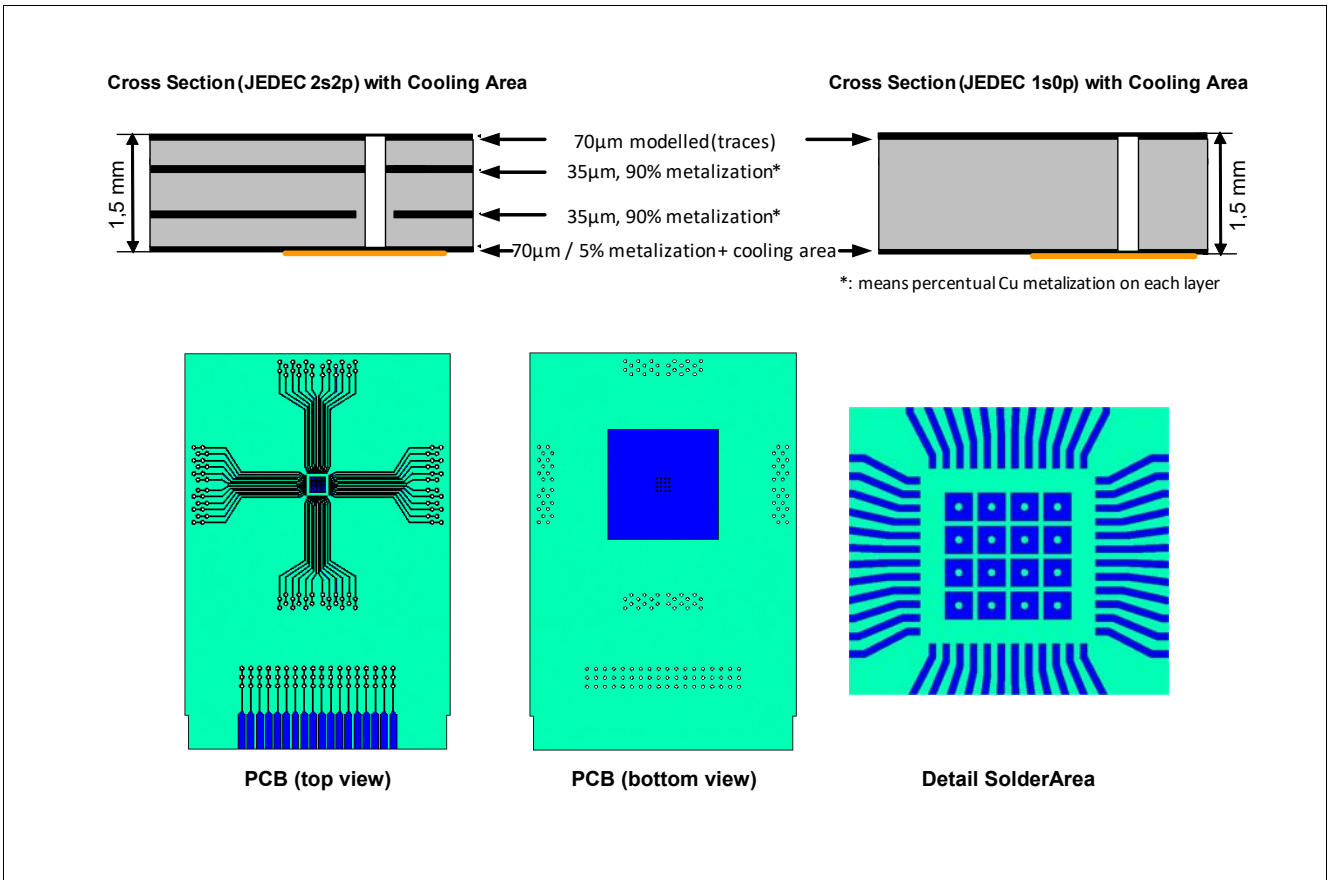 Cross Section (JEDEC 2s2p) with Cooling Area
Cross Section (JEDEC 1s0p) with Cooling Area
1,5 mm
70µm modelled (traces)
35µm, 90% metalization*
35µm, 90% metalization*
70µm / 5% metalization + cooling area
1,5 mm
*: means percentual Cu metalization on each layer
PCB (top view)
PCB (bottom view)
Detail SolderArea